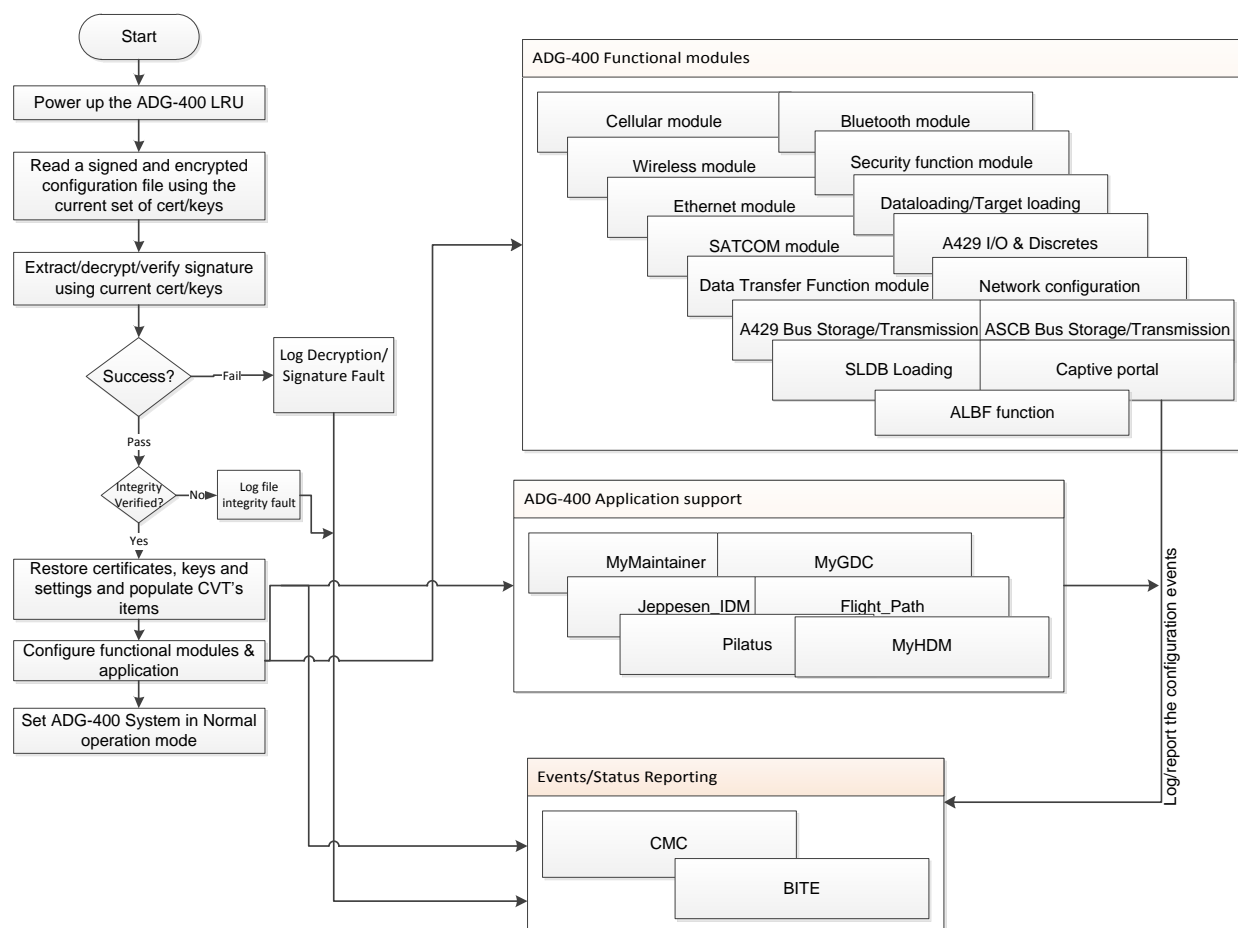 Start
Power up the ADG-400 LRU
Read a signed and encrypted
configuration file using the
current set of cert/keys
Extract/decrypt/verify signature
using current cert/keys
Success?
Fail
Log Decryption/
Signature Fault
Pass
Integrity
Verified?
No
Log file
integrity fault
Yes
Restore certificates, keys and
settings and populate CVT's
items
Configure functional modules &
application
Set ADG-400 System in Normal
operation mode
ADG-400 Functional modules
Cellular module
Bluetooth module
Wireless module
Security function module
Ethernet module
Dataloading/Target loading
SATCOM module
A429 I/O & Discretes
Data Transfer Function module
Network configuration
A429 Bus Storage/Transmission
ASCB Bus Storage/Transmission
SLDB Loading
Captive portal
ALBF function
ADG-400 Application support
MyMaintainer
MyGDC
Jeppesen_IDM
Flight_Path
Pilatus
MyHDM
Log/report the configuration events
Events/Status Reporting
CMC
BITE